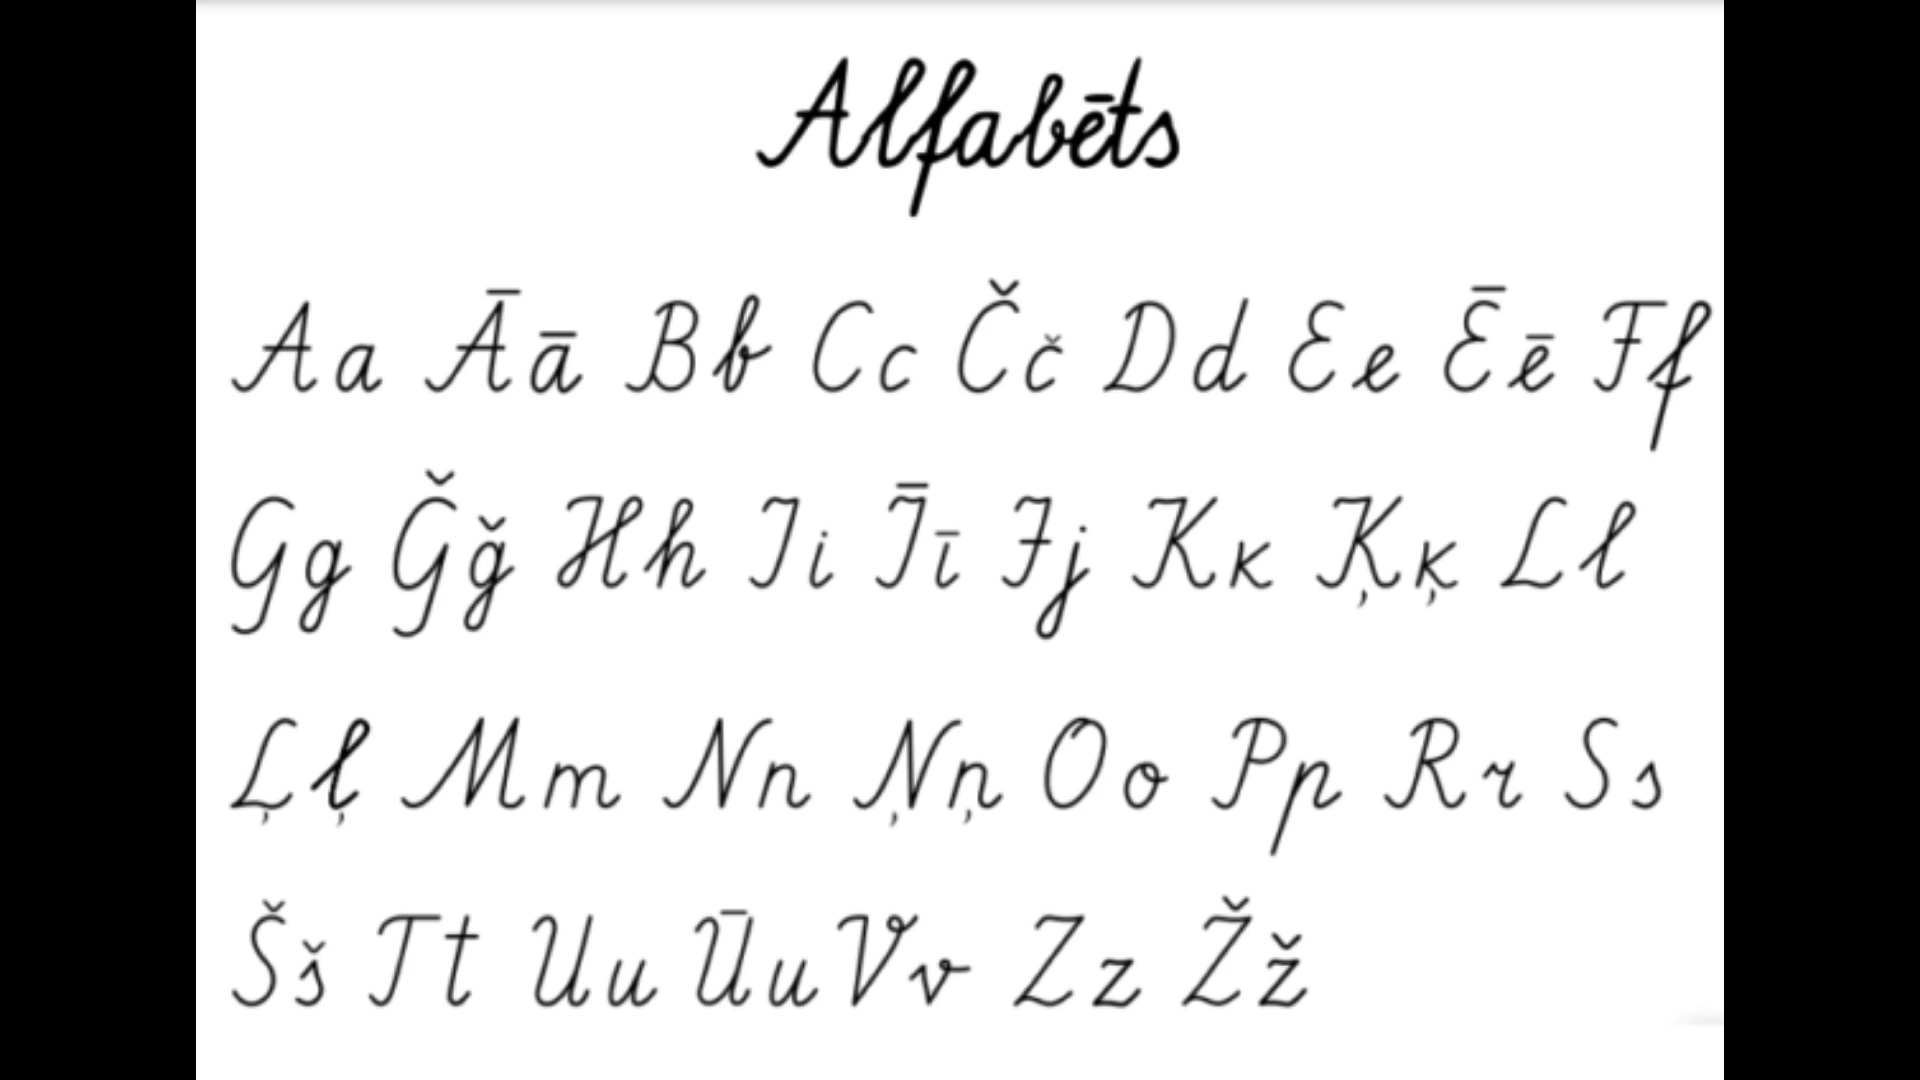 Alfabēts
Aa Āā Bb Cc Čč Dd Ee Ēē Ff
Gg Ǧǧ Hh Ii Īī Jj Kk Ķķ Ll
Ļļ Mm Nn Ņņ Oo Pp Rr Ss
Šš Tt Uu Ūu Vv Zz Žž